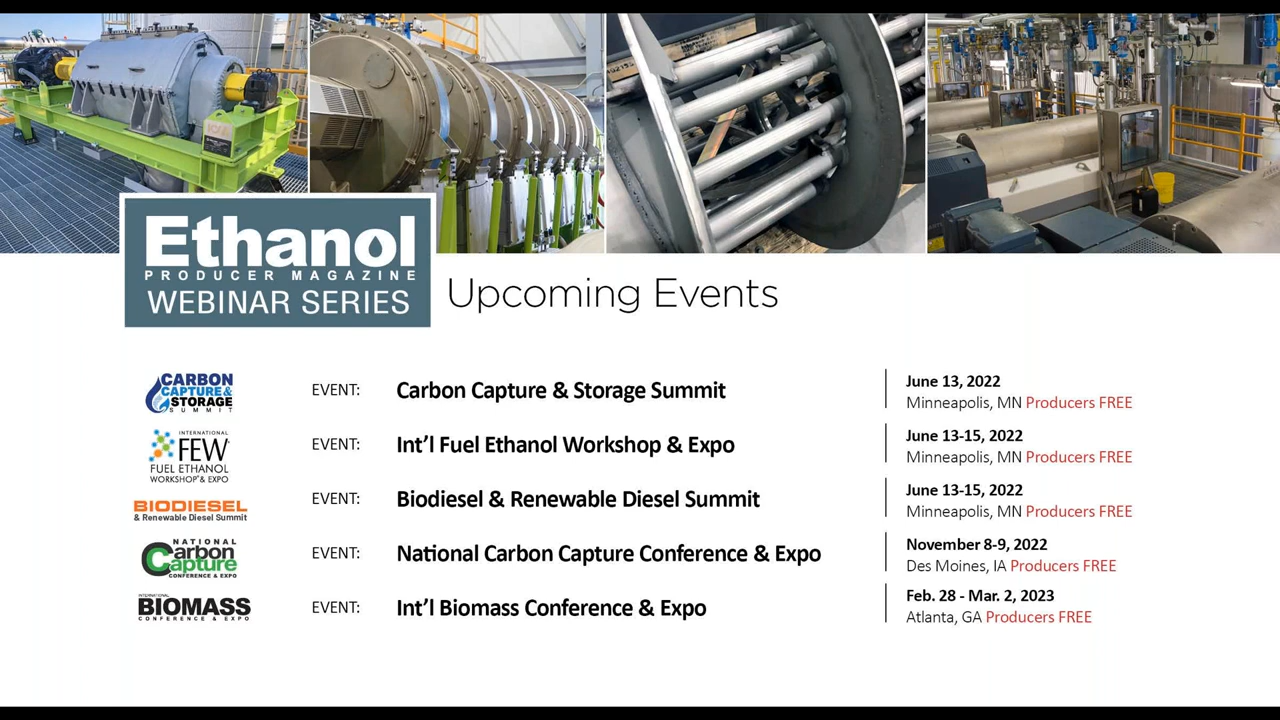 Ethanol
PRODUCER MAGAZINE
WEBINAR SERIES
Upcoming Events
CARBON
CAPTURE &
STORAGE
SUMMIT
EVENT:
Carbon Capture & Storage Summit
June 13, 2022
Minneapolis, MN Producers FREE
INTERNATIONAL
FEW
FUEL ETHANOL
WORKSHOP & EXPO
EVENT:
Int'l Fuel Ethanol Workshop & Expo
June 13-15, 2022
Minneapolis, MN Producers FREE
BIODIESEL
& Renewable Diesel Summit
EVENT:
Biodiesel & Renewable Diesel Summit
June 13-15, 2022
Minneapolis, MN Producers FREE
NATIONAL
Carbon
Capture
CONFERENCE & EXPO
EVENT:
National Carbon Capture Conference & Expo
November 8-9, 2022
Des Moines, IA Producers FREE
INTERNATIONAL
BIOMASS
CONFERENCE & EXPO
EVENT:
Int'l Biomass Conference & Expo
Feb. 28 - Mar. 2, 2023
Atlanta, GA Producers FREE